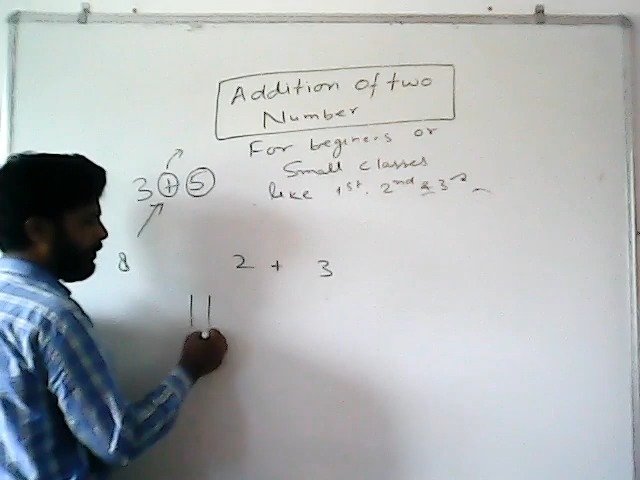 Addition of two
Number
For beginers or
Small classes
like 1st, 2nd & 3rd
3 + 5
8
2 + 3
||